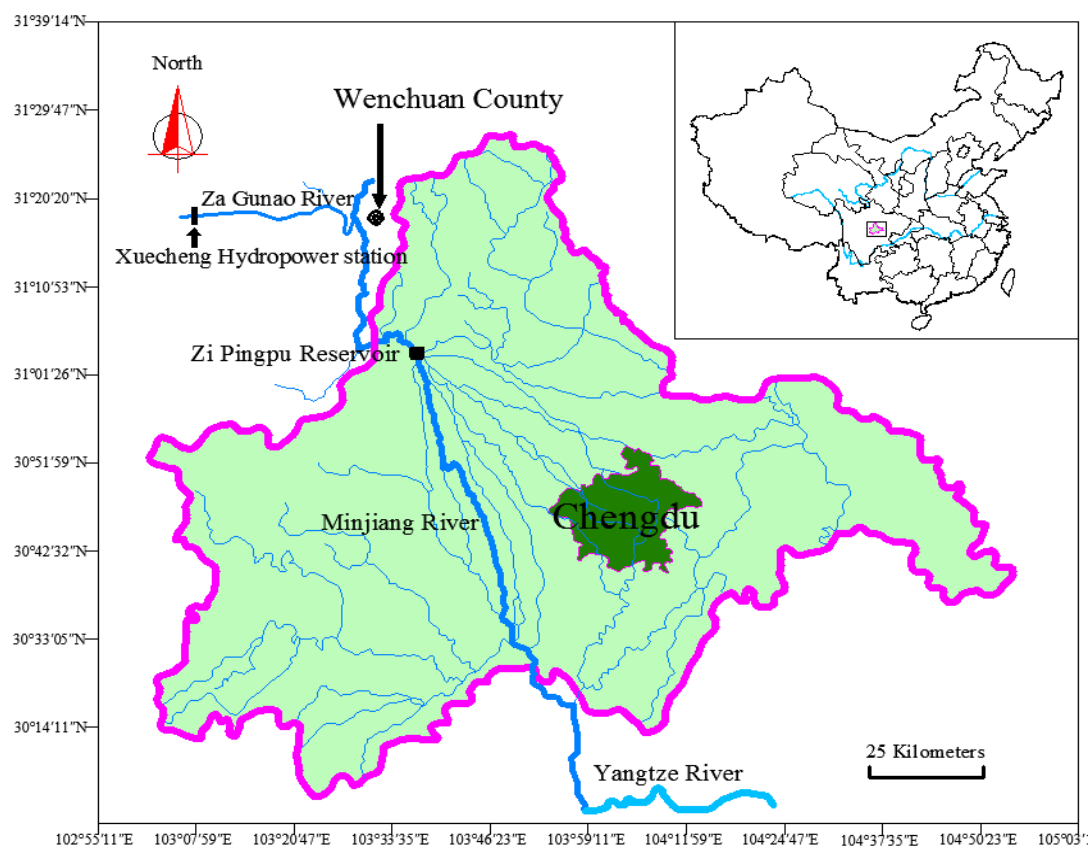 31°39'14"N
North
31°29'47"N
Wenchuan County
31°20'20"N
Za Gunao River
Xuecheng Hydropower station
31°10'53"N
Zi Pingpu Reservoir
31°01'26"N
30°51'59"N
Minjiang River
Chengdu
30°42'32"N
30°33'05"N
30°14'11"N
25 Kilometers
Yangtze River
102°55'11"E 103°07'59"E 103°20'47"E 103°33'35"E 103°46'23"E 103°59'11"E 104°11'59"E 104°24'47"E 104°37'35"E 104°50'23"E 105°03'1